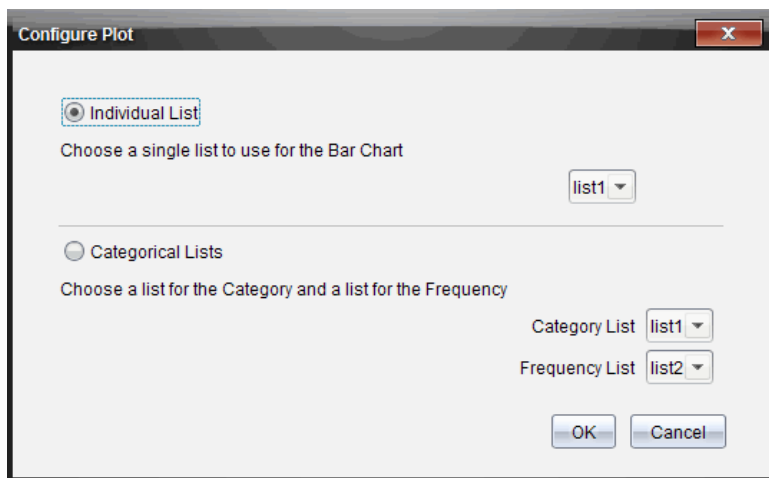 Configure Plot
X
Individual List
Choose a single list to use for the Bar Chart
list1
Categorical Lists
Choose a list for the Category and a list for the Frequency
Category List list1
Frequency List list2
OK Cancel